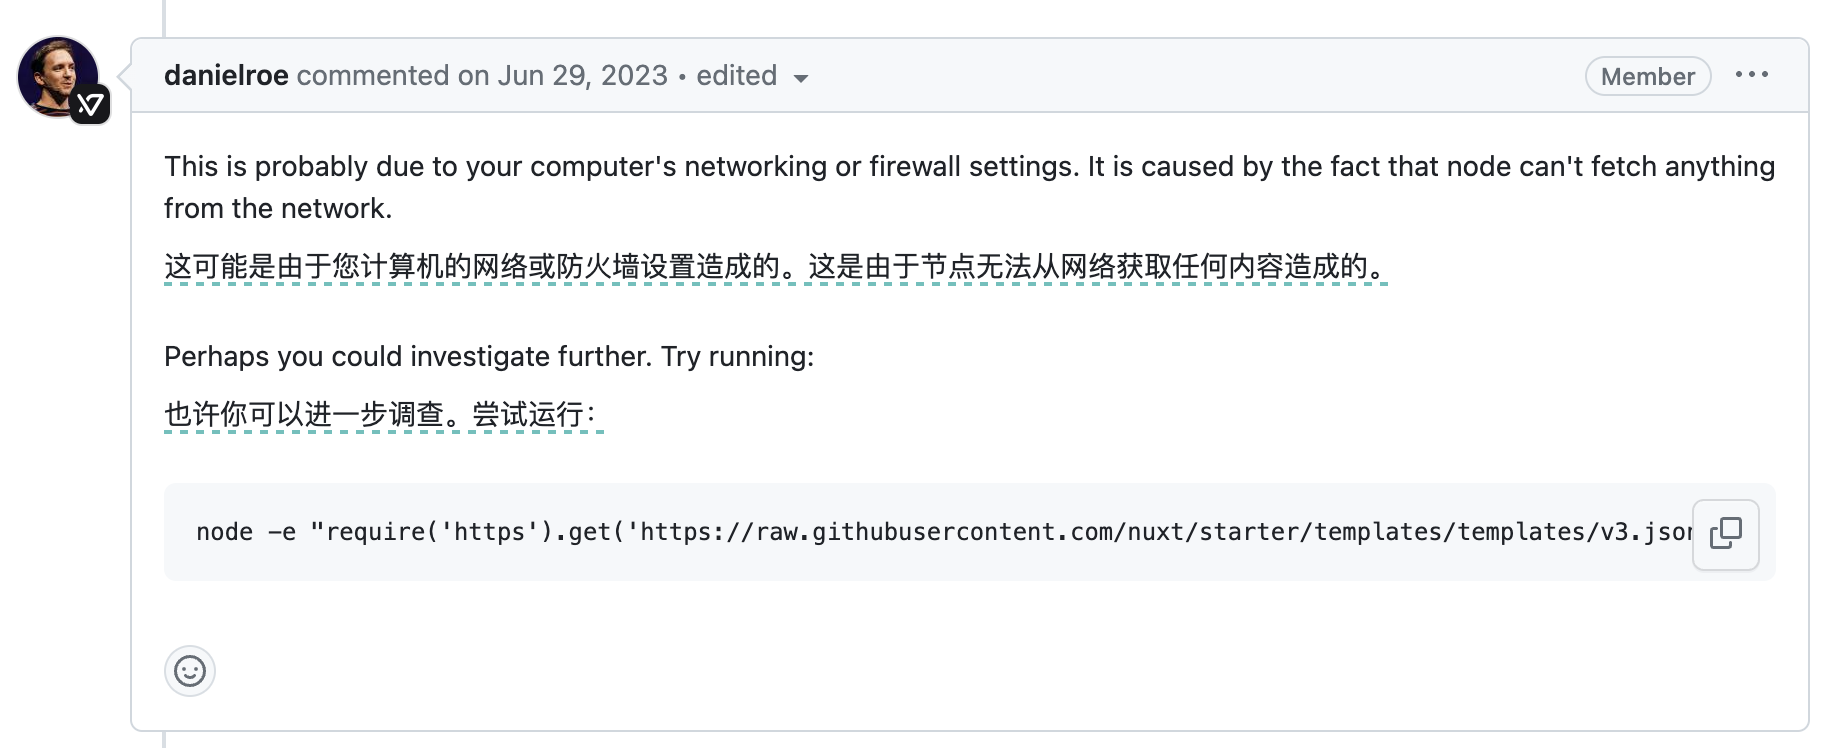 danielroe commented on Jun 29, 2023 • edited
Member
This is probably due to your computer's networking or firewall settings. It is caused by the fact that node can't fetch anything
from the network.
这可能是由于您计算机的网络或防火墙设置造成的。这是由于节点无法从网络获取任何内容造成的。
Perhaps you could investigate further. Try running:
也许你可以进一步调查。尝试运行：
node -e "require('https').get('https://raw.githubusercontent.com/nuxt/starter/templates/templates/v3.json